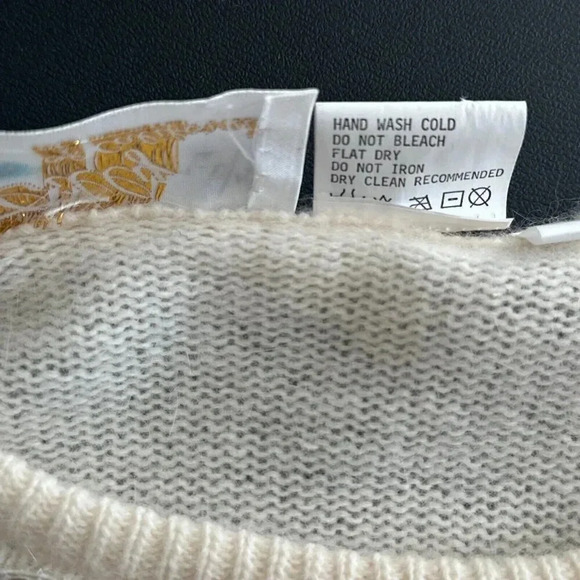 HAND WASH COLD
DO NOT BLEACH
FLAT DRY
DO NOT IRON
DRY CLEAN RECOMMENDED